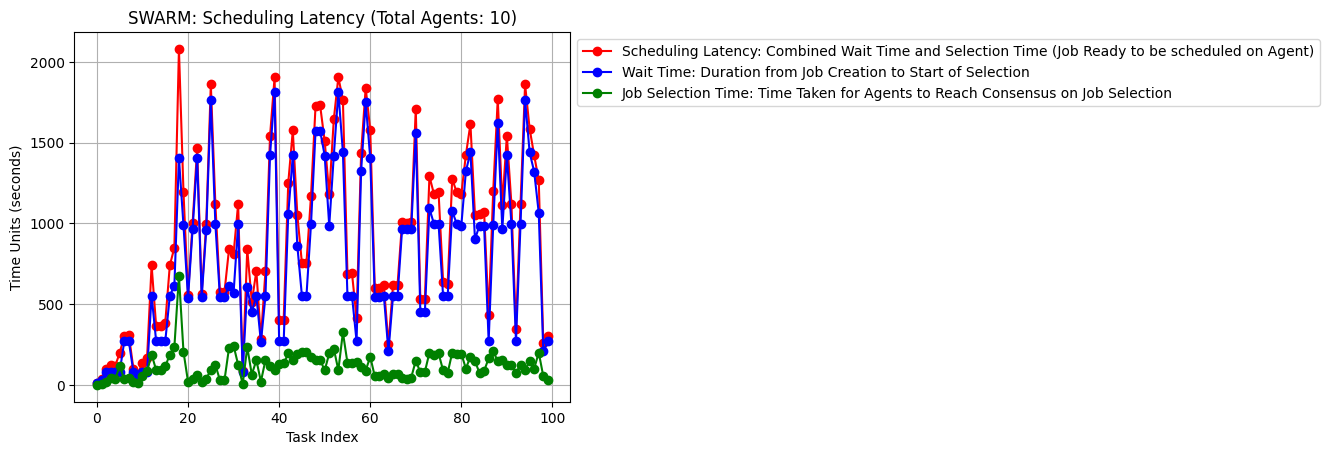 SWARM: Scheduling Latency (Total Agents: 10)
Scheduling Latency: Combined Wait Time and Selection Time (Job Ready to be scheduled on Agent)
Wait Time: Duration from Job Creation to Start of Selection
Job Selection Time: Time Taken for Agents to Reach Consensus on Job Selection
Time Units (seconds)
2000
1500
1000
500
0
0 20 40 60 80 100
Task Index